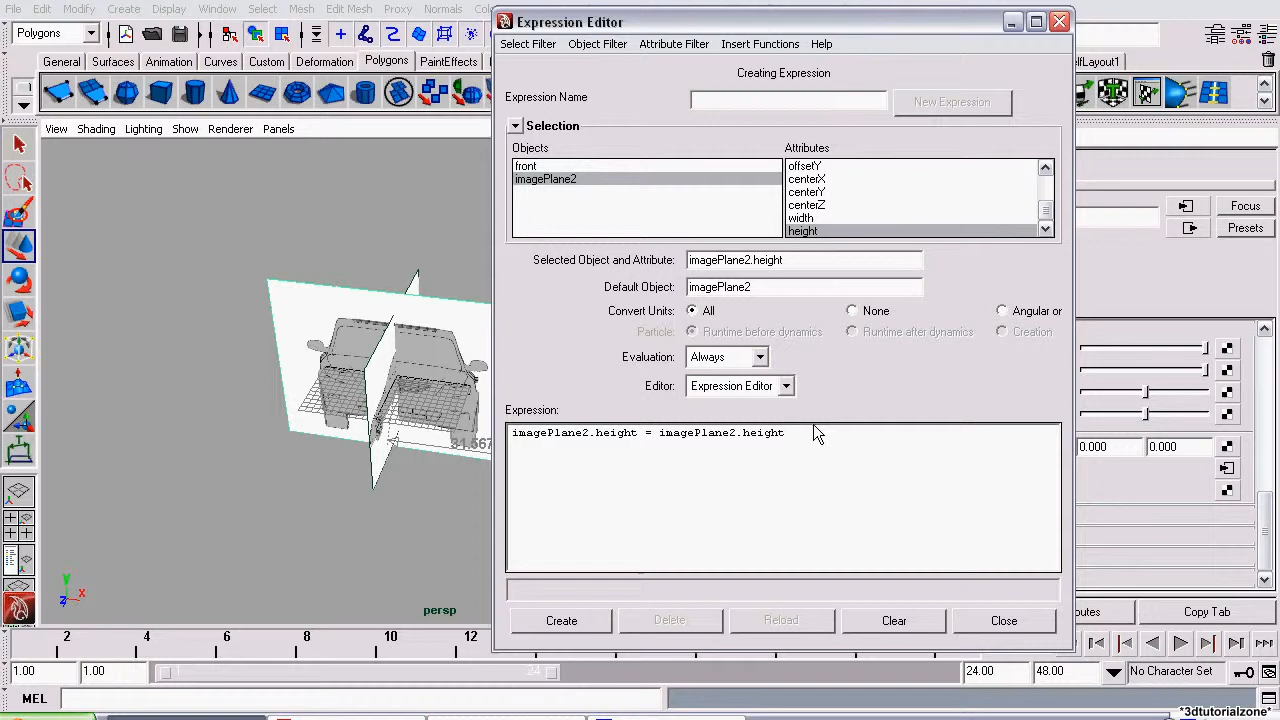 File Edit Modify Create Display Window Select Mesh Edit Mesh Proxy Normals
Expression Editor
Polygons
Select Filter Object Filter Attribute Filter Insert Functions Help
General Surfaces Animation Curves Custom Deformation Polygons PaintEffects
elfLayout1
Creating Expression
Expression Name
New Expression
View Shading Lighting Show Renderer Panels
Selection
Objects
Attributes
front
imagePlane2
offsetY
centerX
centerY
centerZ
width
height
Focus
Presets
Selected Object and Attribute: imagePlane2.height
Default Object: imagePlane2
Convert Units: All None Angular or
Particle: Runtime before dynamics Runtime after dynamics Creation
Evaluation: Always
Editor: Expression Editor
Expression:
imagePlane2.height = imagePlane2.height
31.567
0.000 0.000
Y
X
Z
persp
Create Delete Reload Clear Close
butes Copy Tab
2 4 6 8 10 12
1.00 1.00 24 24.00 48.00 No Character Set
MEL
*3dtutorialzone*